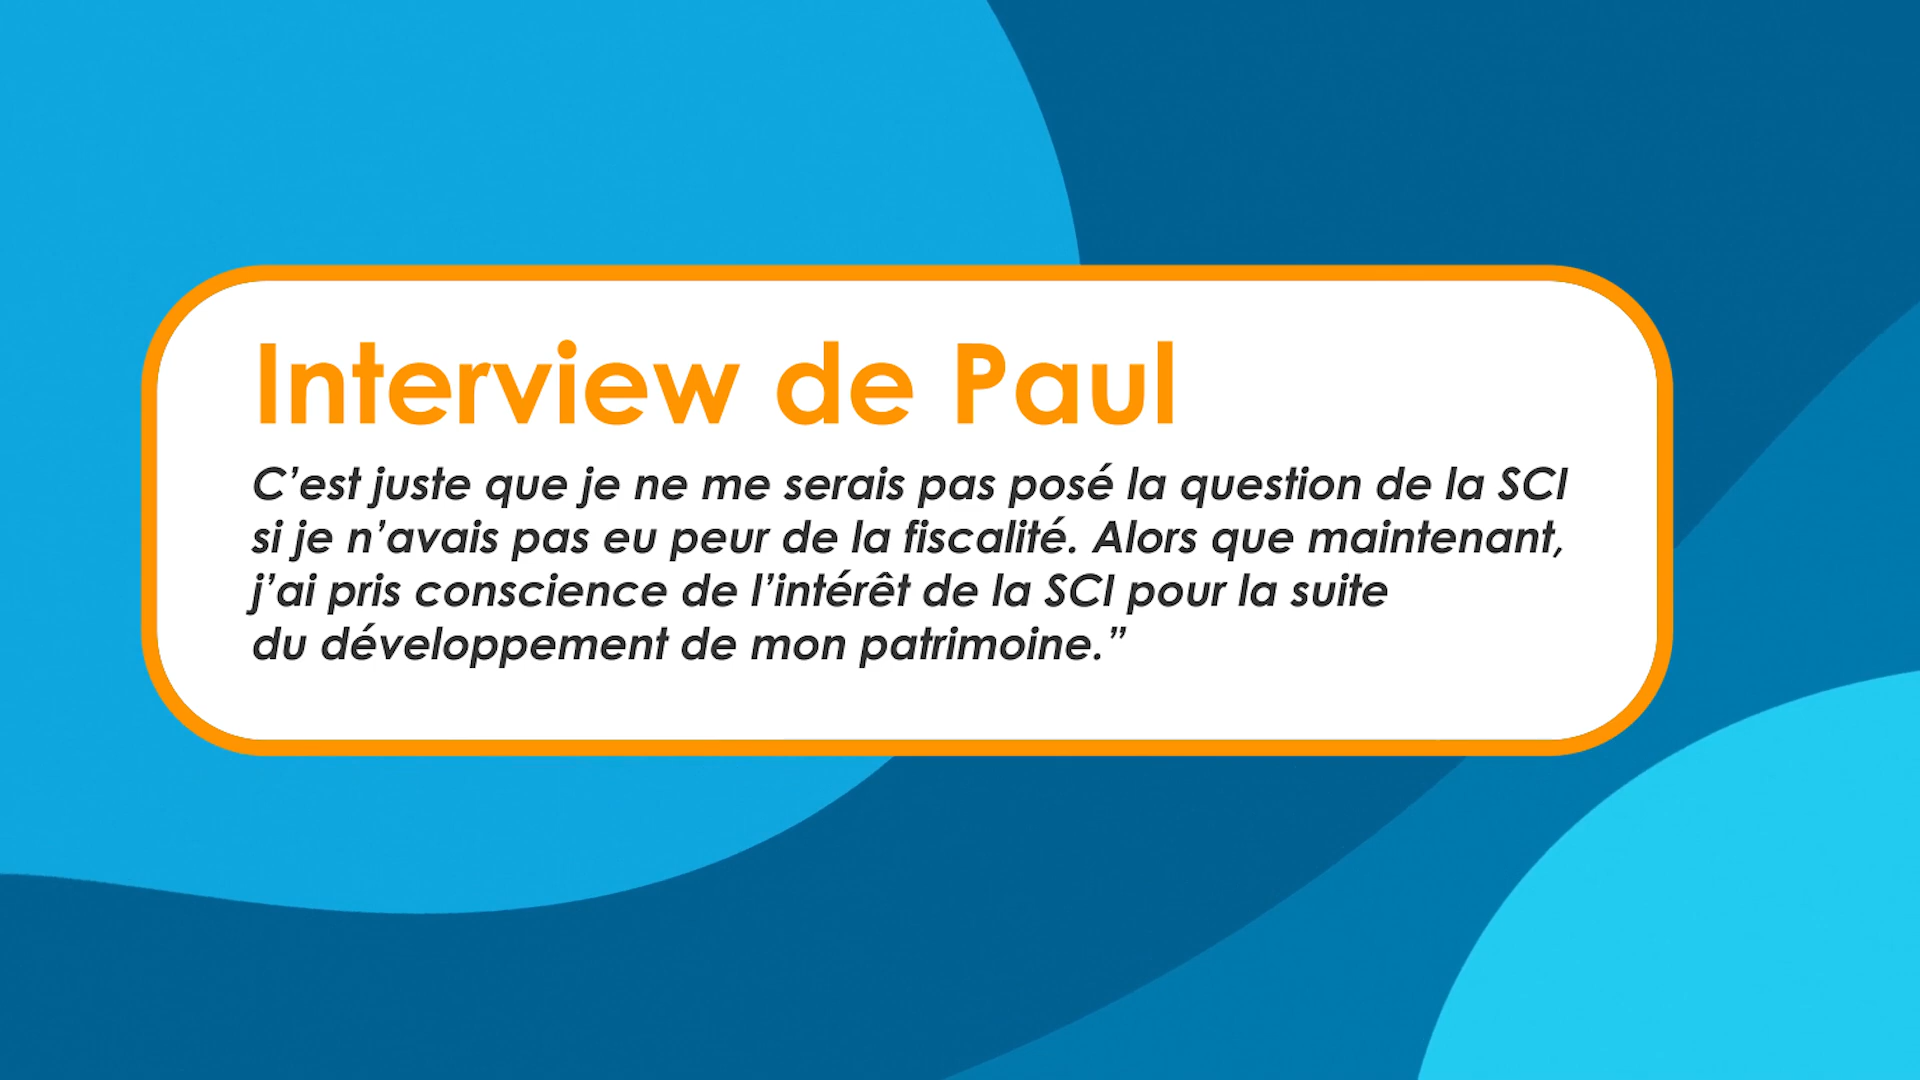 Interview de Paul
C’est juste que je ne me serais pas posé la question de la SCI
si je n’avais pas eu peur de la fiscalité. Alors que maintenant,
j’ai pris conscience de l’intérêt de la SCI pour la suite
du développement de mon patrimoine.”